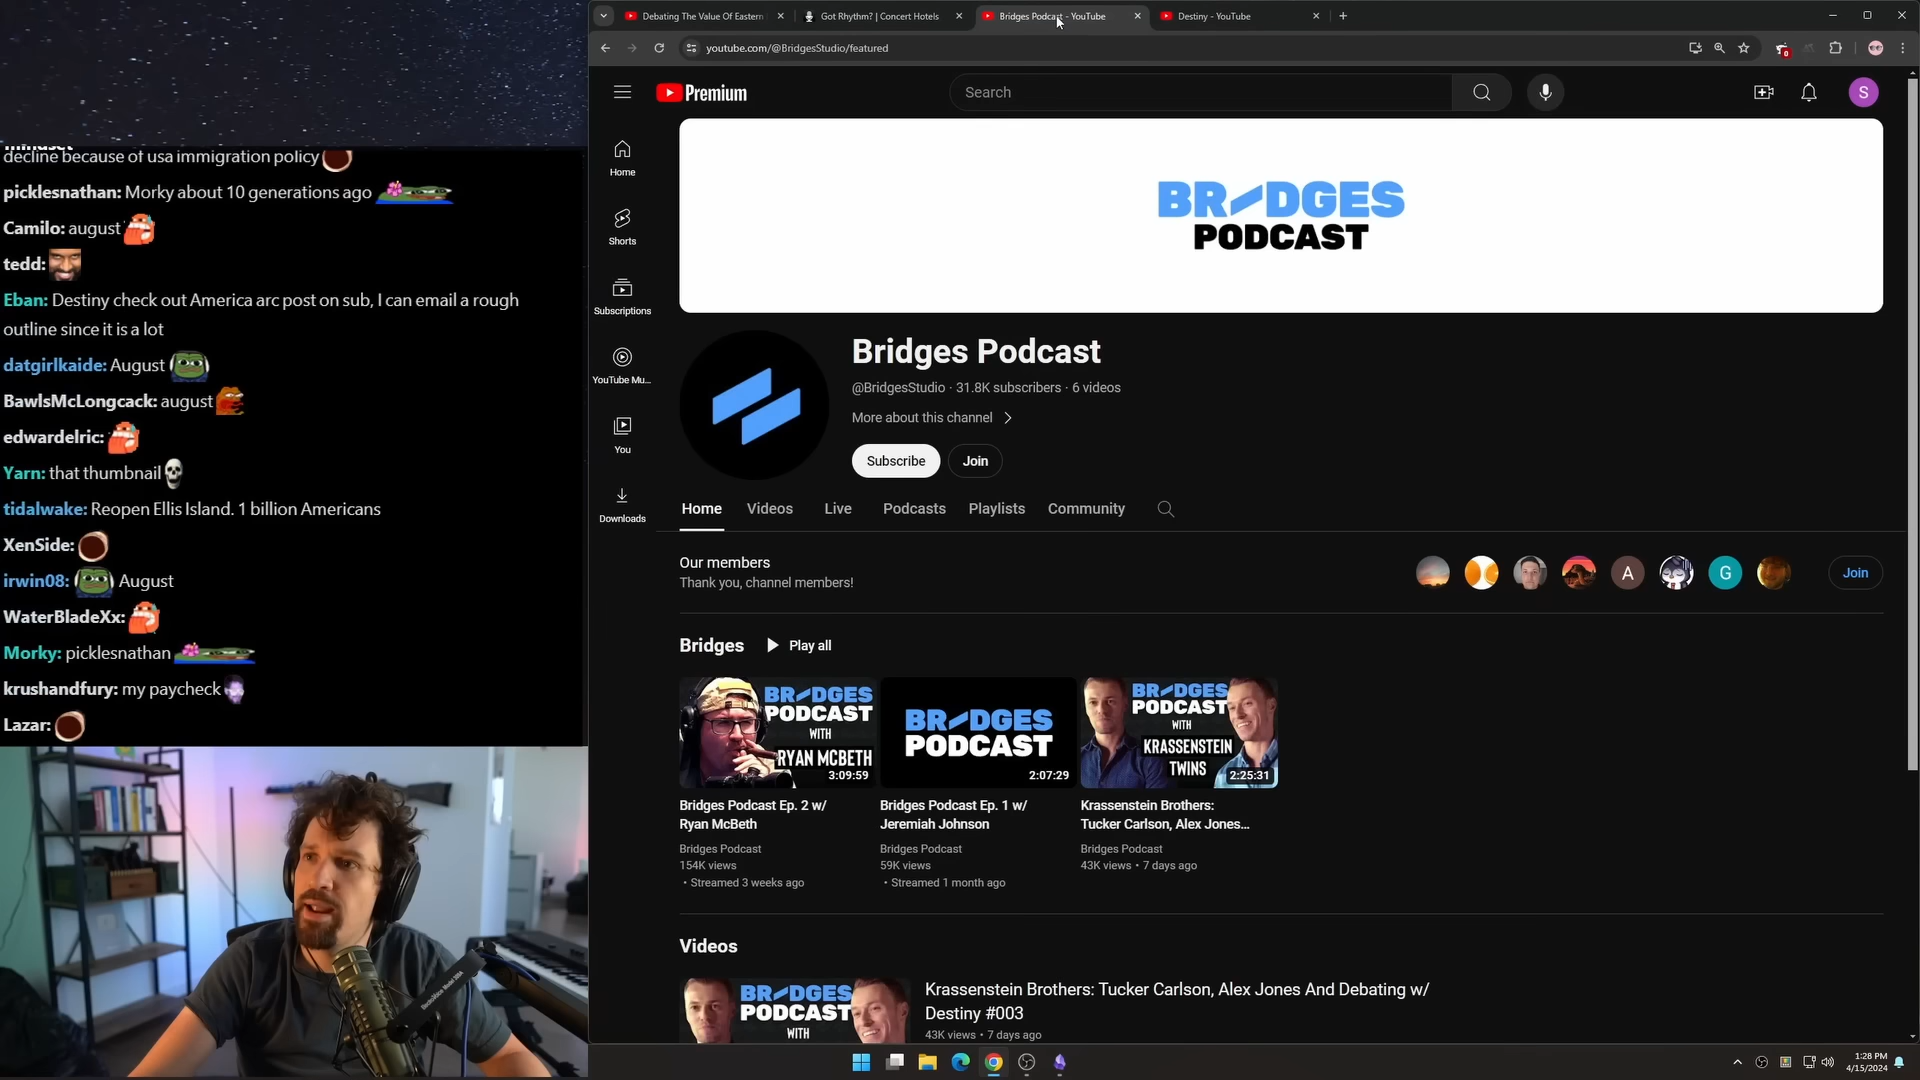 mindset
decline because of usa immigration policy
picklesnathan: Morky about 10 generations ago
Camilo: august
tedd:
Eban: Destiny check out America arc post on sub, I can email a rough
outline since it is a lot
datgirlkaide: August
BawlsMcLongcack: august
edwardelric:
Yarn: that thumbnail
tidalwake: Reopen Ellis Island. 1 billion Americans
XenSide:
irwin08: August
WaterBladeXx:
Morky: picklesnathan
krushandfury: my paycheck
Lazar:
Debating The Value Of Eastern
Got Rhythm? | Concert Hotels
Bridges Podcast - YouTube
Destiny - YouTube
youtube.com/@BridgesStudio/featured
0
Premium
Search
S
Home
Shorts
Subscriptions
YouTube Mu...
You
Downloads
BRIDGES
PODCAST
Bridges Podcast
@BridgesStudio · 31.8K subscribers · 6 videos
More about this channel
Subscribe
Join
Home
Videos
Live
Podcasts
Playlists
Community
Our members
Thank you, channel members!
A
G
Join
Bridges
Play all
BRIDGES
PODCAST
WITH
RYAN MCBETH
3:09:59
BRIDGES
PODCAST
2:07:29
BRIDGES
PODCAST
WITH
KRASSENSTEIN
TWINS
2:25:31
Bridges Podcast Ep. 2 w/
Ryan McBeth
Bridges Podcast
154K views
• Streamed 3 weeks ago
Bridges Podcast Ep. 1 w/
Jeremiah Johnson
Bridges Podcast
59K views
• Streamed 1 month ago
Krassenstein Brothers:
Tucker Carlson, Alex Jones...
Bridges Podcast
43K views • 7 days ago
Videos
BRIDGES
PODCAST
WITH
Krassenstein Brothers: Tucker Carlson, Alex Jones And Debating w/
Destiny #003
43K views • 7 days ago
1:28 PM
4/15/2024